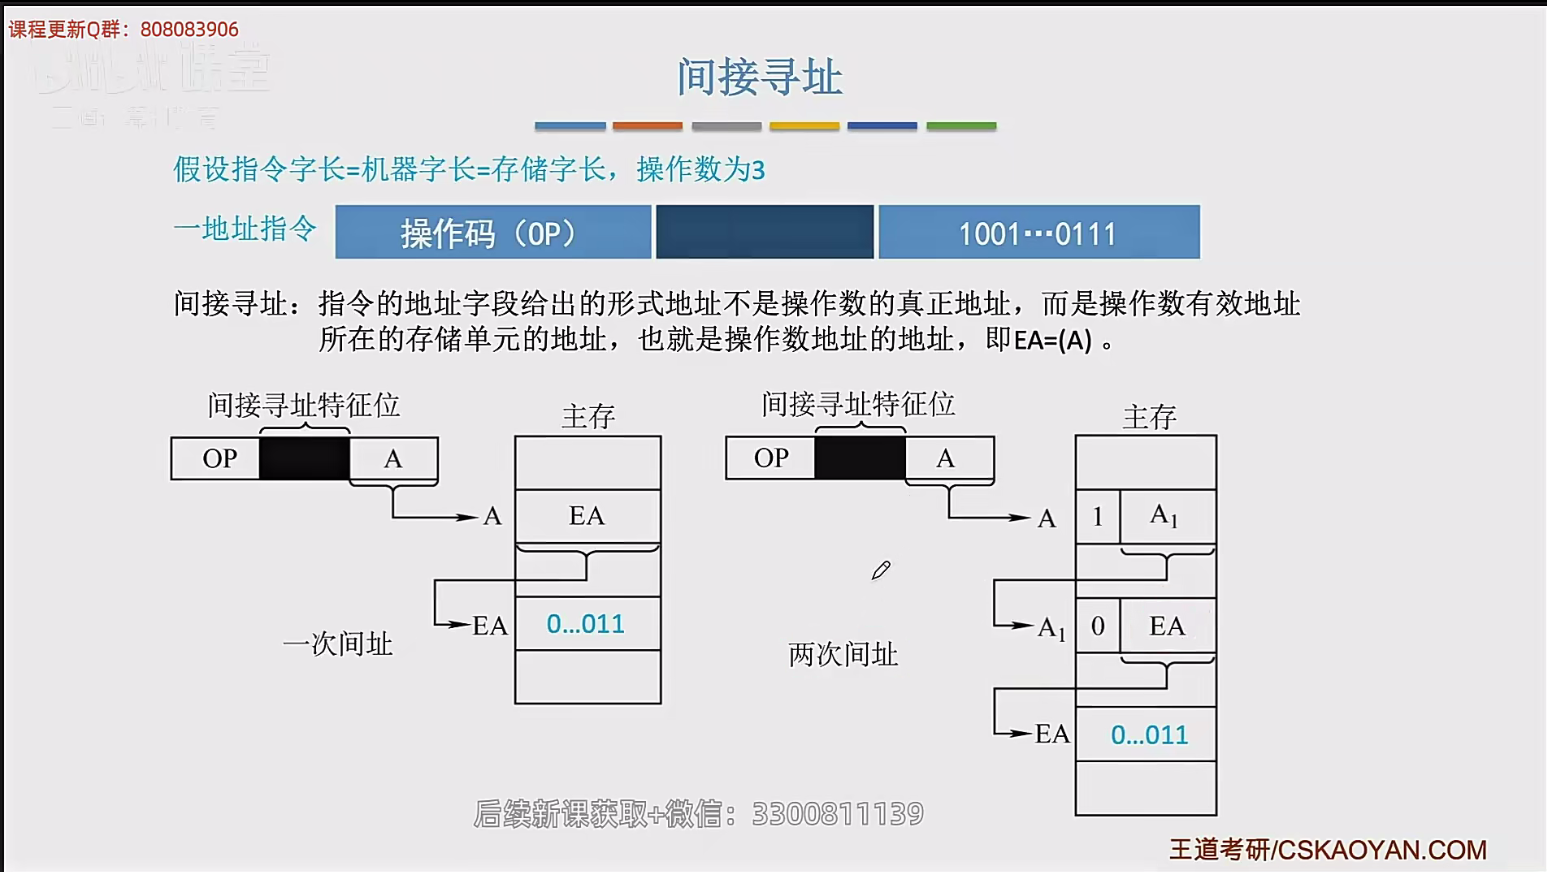 课程更新Q群：808083906
间接寻址
假设指令字长=机器字长=存储字长，操作数为3
一地址指令 操作码（OP） 1001…0111
间接寻址：指令的地址字段给出的形式地址不是操作数的真正地址，而是操作数有效地址
所在的存储单元的地址，也就是操作数地址的地址，即EA=(A) 。
间接寻址特征位
主存
OP A
A EA
EA 0…011
一次间址
间接寻址特征位
主存
OP A
A 1 A₁
A₁ 0 EA
两次间址
EA 0…011
后续新课获取+微信：3300811139
王道考研/CSKAOYAN.COM